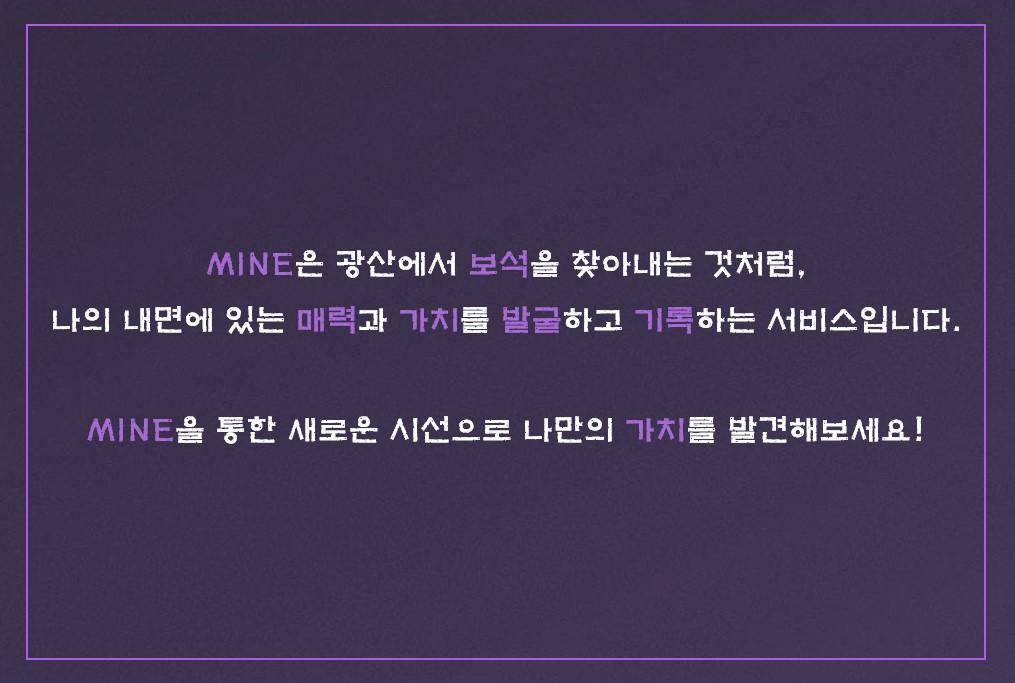 MINE은 광산에서 보석을 찾아내는 것처럼,
나의 내면에 있는 매력과 가치를 발굴하고 기록하는 서비스입니다.
MINE을 통한 새로운 시선으로 나만의 가치를 발견해보세요!